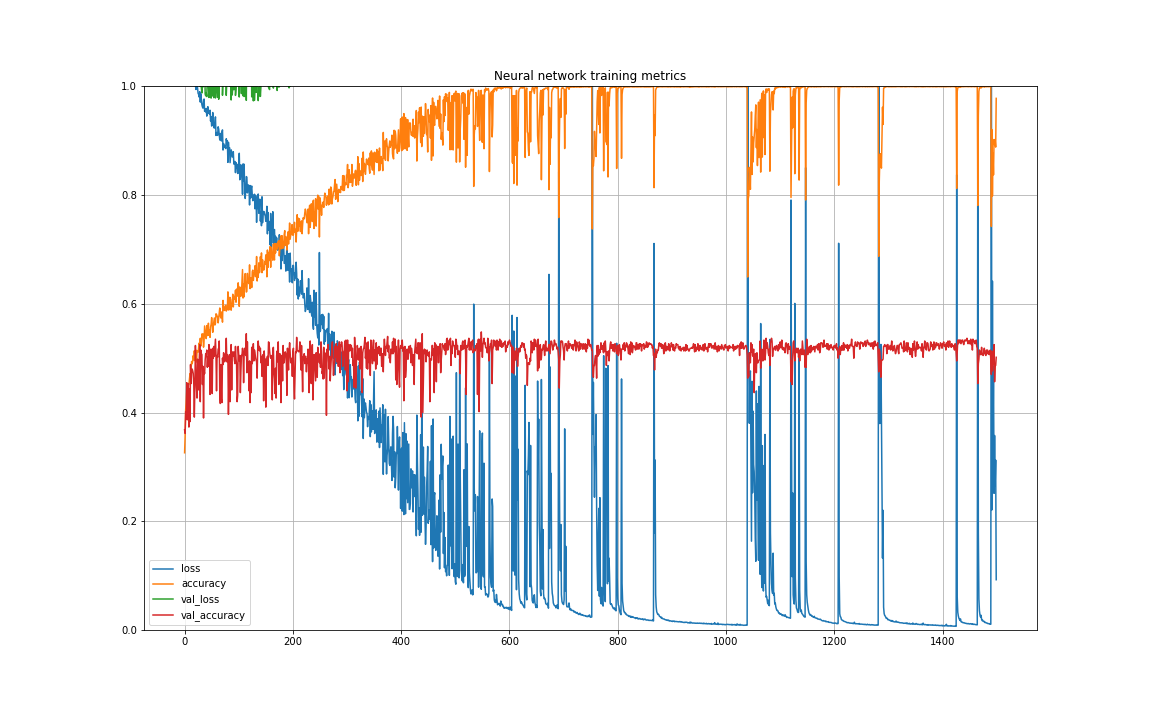 Neural network training metrics
1.0
0.8
0.6
0.4
0.2
0.0
loss
accuracy
val_loss
val_accuracy
0 200 400 600 800 1000 1200 1400